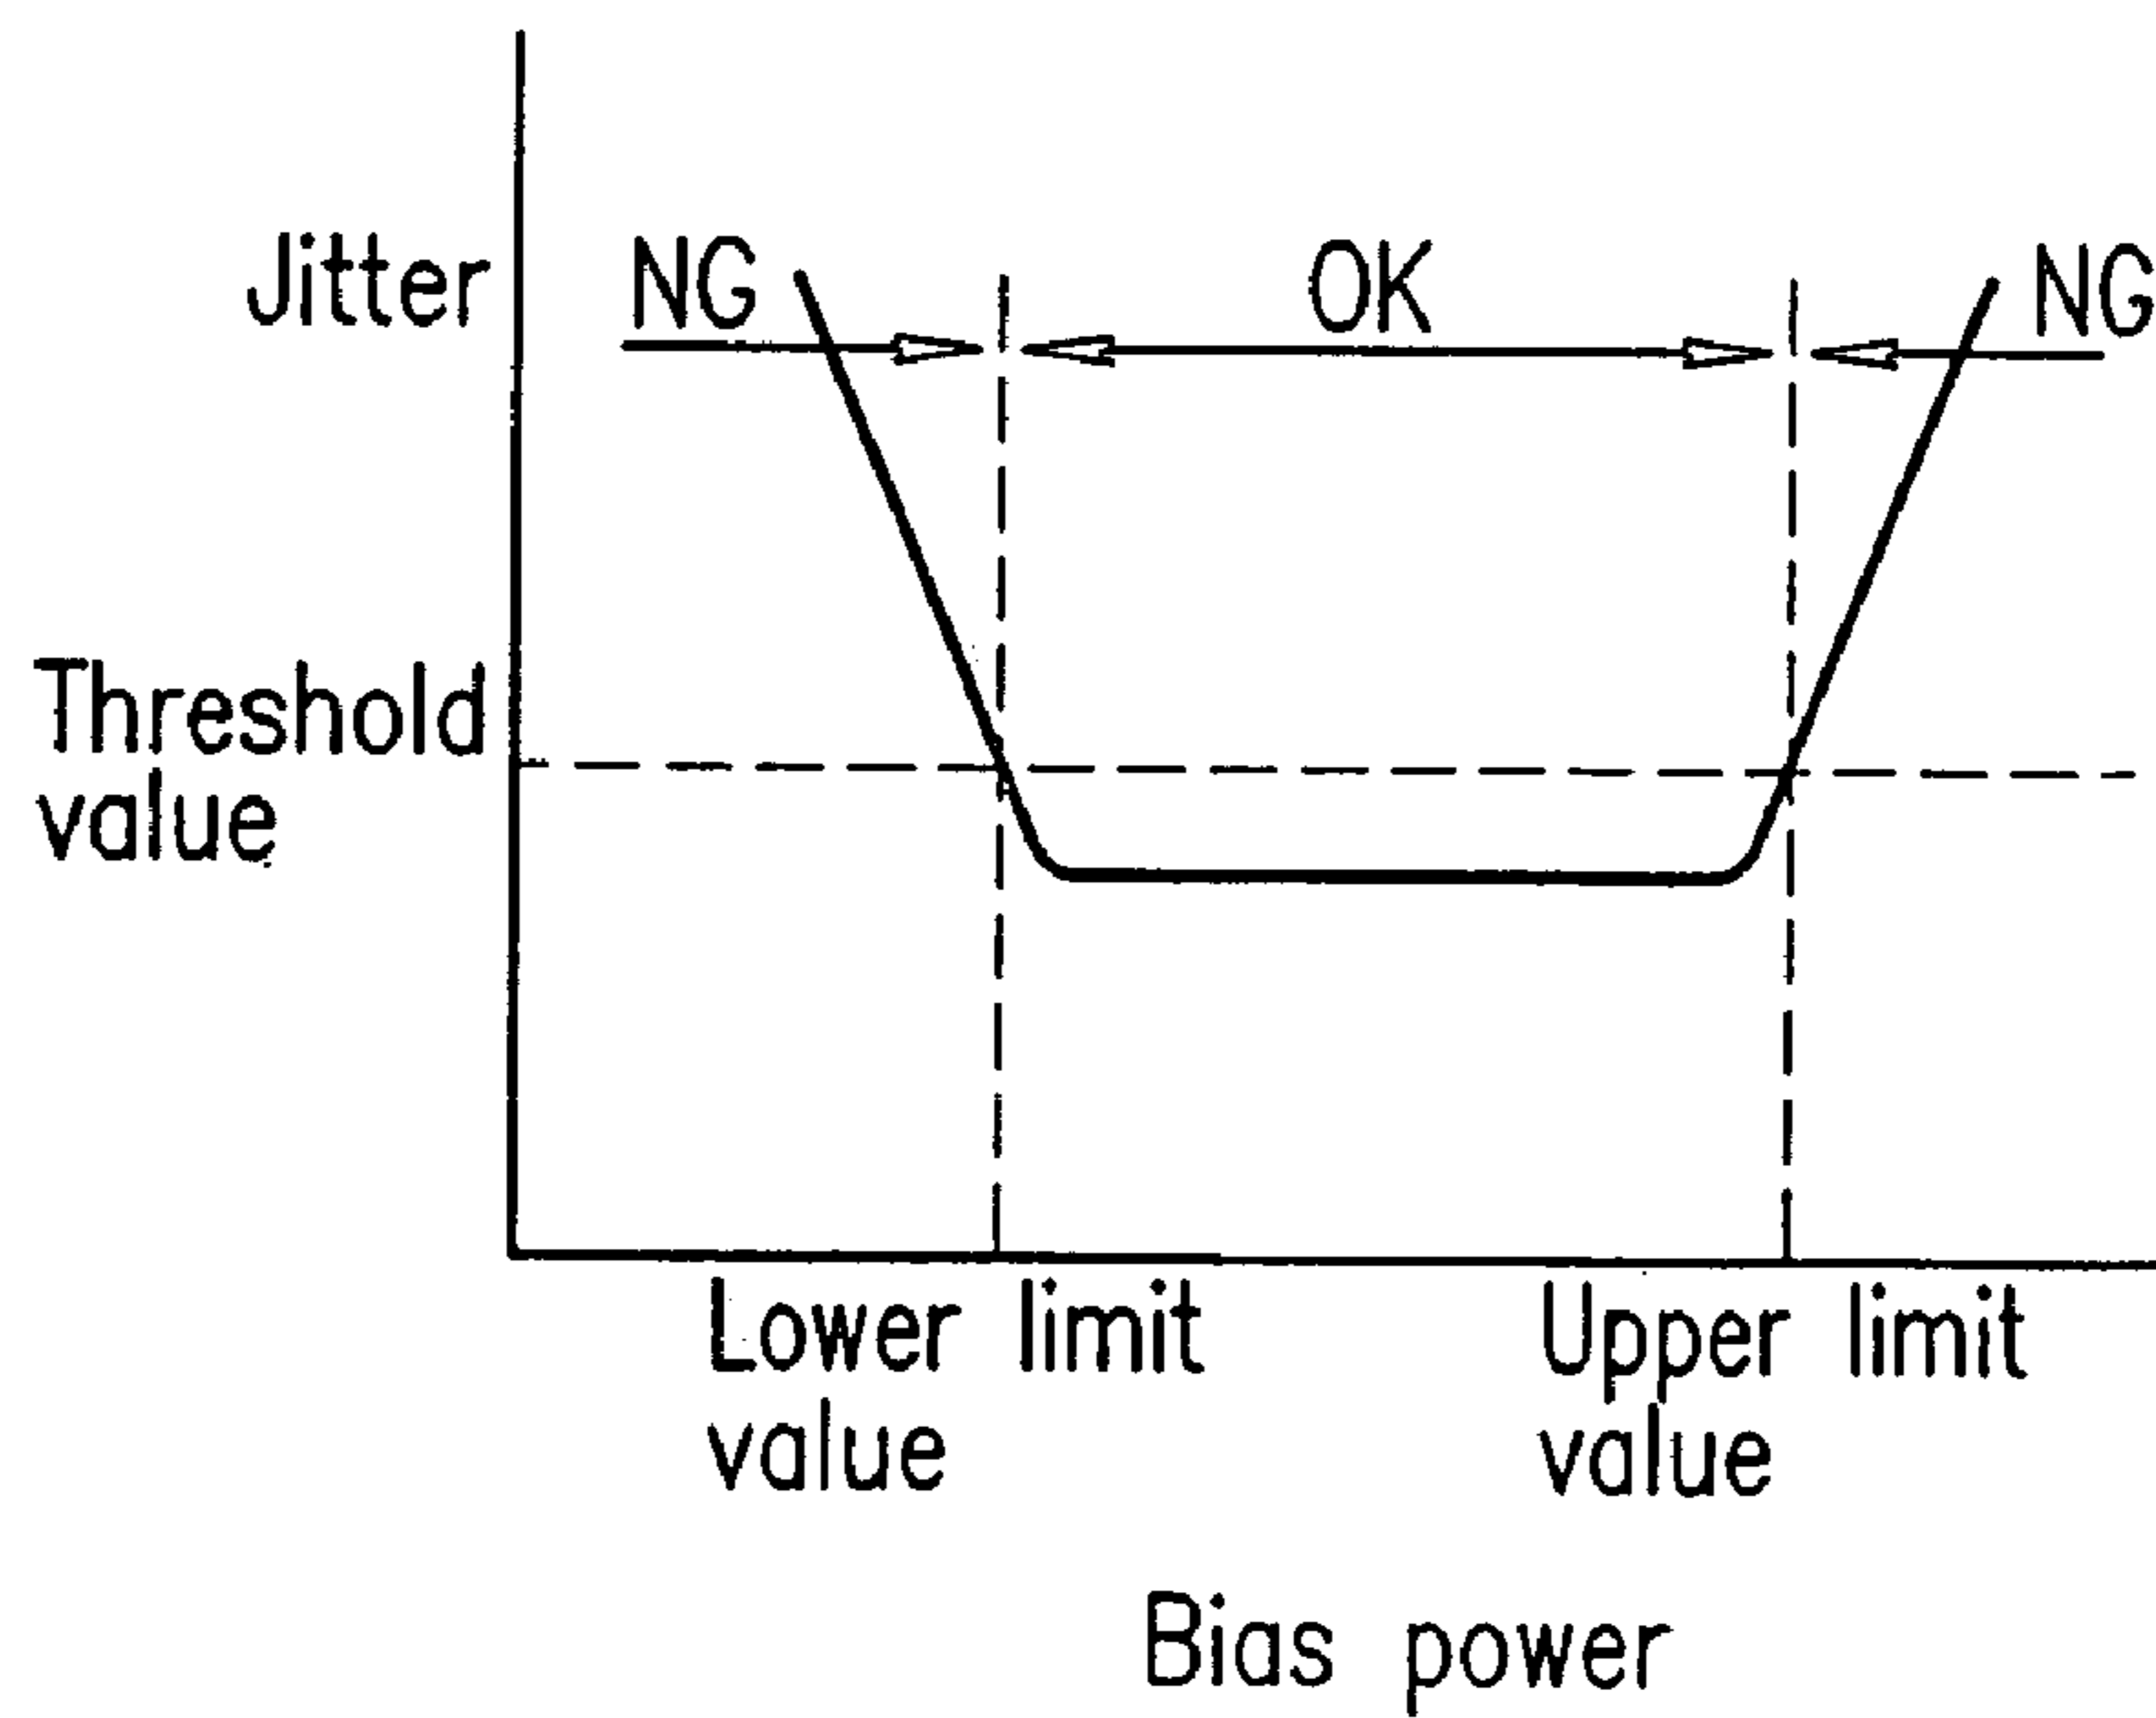 Jitter
NG
OK
NG
Threshold
value
Lower limit
value
Upper limit
value
Bias power